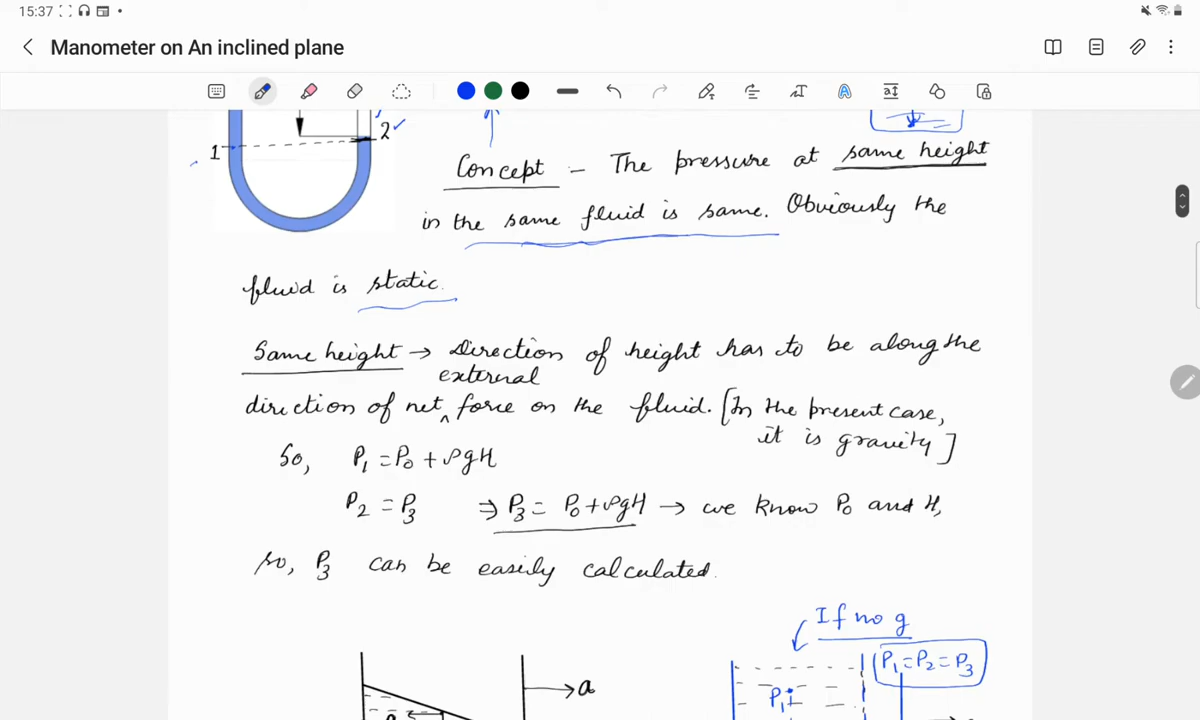 15:37
Manometer on An inclined plane
2
1
Concept - The pressure at same height
in the same fluid is same. Obviously the
fluid is static.
Same height → Direction of height has to be along the
external
direction of net ^ force on the fluid. [In the present case,
it is gravity]
So, P₁ = P₀ + ρgH
P₂ = P₃ ⇒ P₃ = P₀ + ρgH → we know P₀ and H,
so, P₃ can be easily calculated.
If no g
P₁ = P₂ = P₃
→ a
P₁